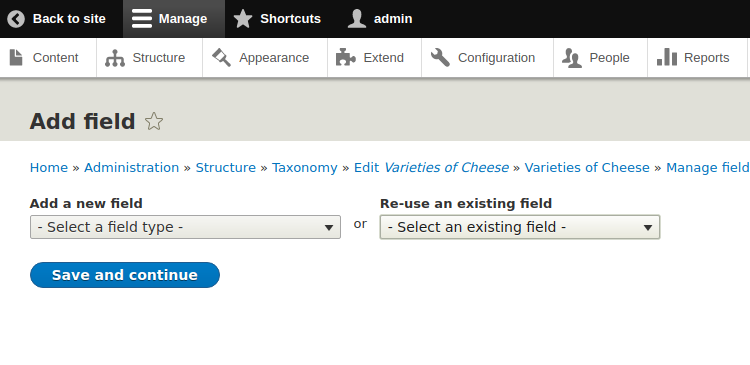 Back to site Manage Shortcuts admin
Content Structure Appearance Extend Configuration People Reports
Add field
Home » Administration » Structure » Taxonomy » Edit Varieties of Cheese » Varieties of Cheese » Manage field
Add a new field Re-use an existing field
- Select a field type - or - Select an existing field -
Save and continue